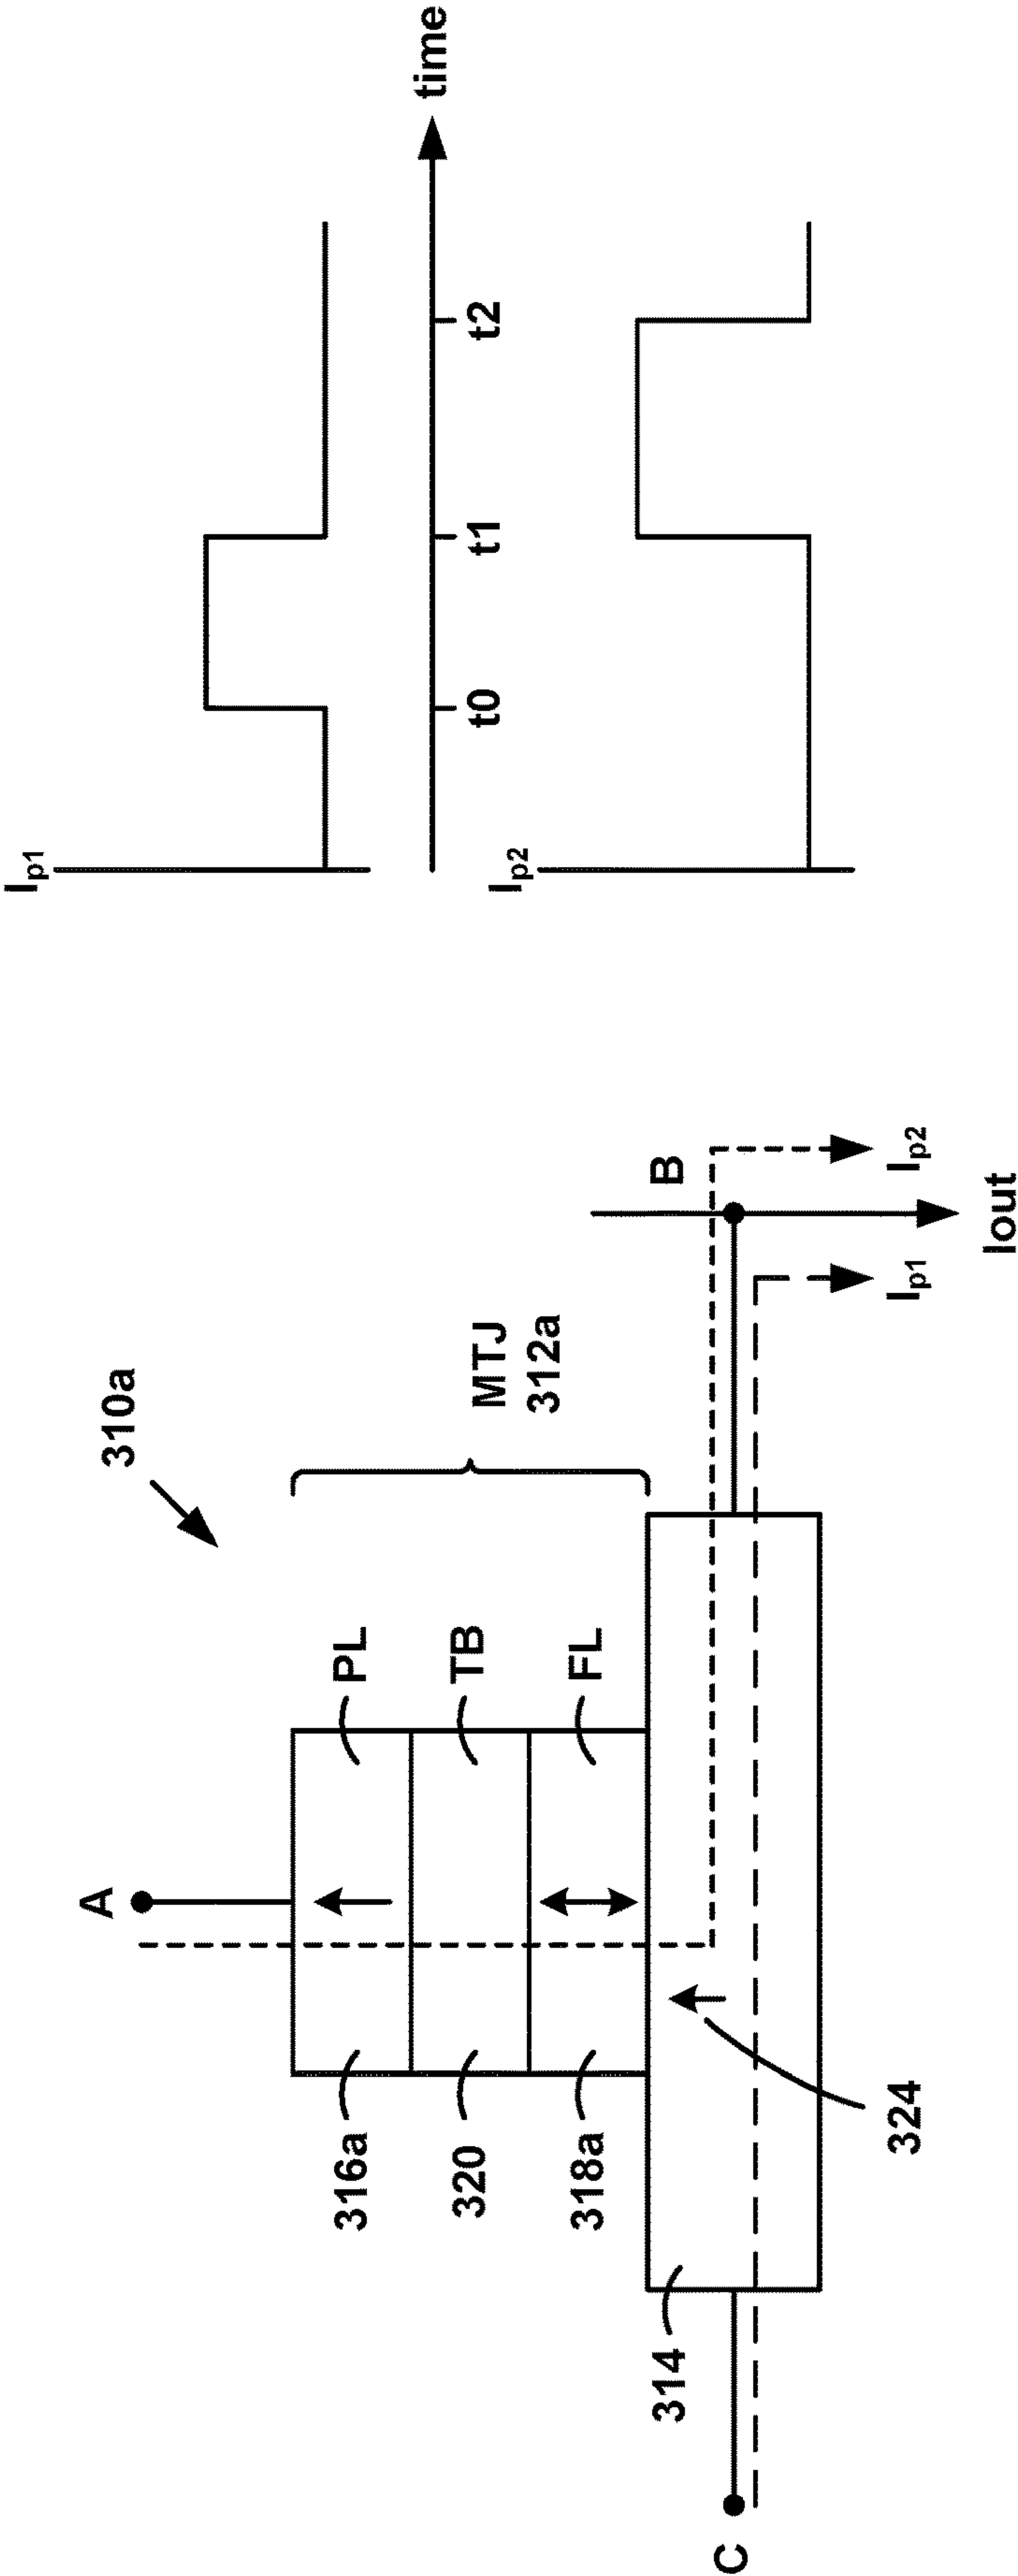 310a
A
316a
PL
320
TB
318a
FL
MTJ
312a
314
324
C
B
Ip1
Ip2
Iout
Ip1
t0
t1
t2
time
Ip2